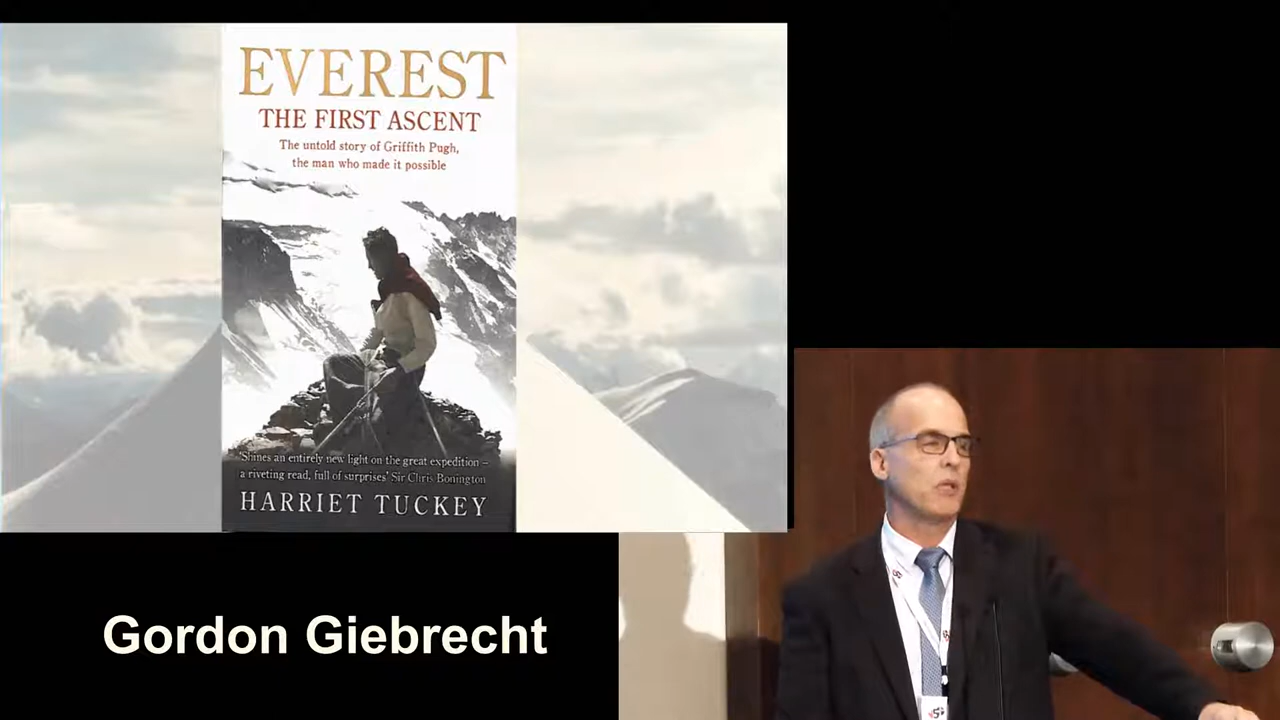 EVEREST
THE FIRST ASCENT
The untold story of Griffith Pugh,
the man who made it possible
'Shines an entirely new light on the great expedition –
a riveting read, full of surprises' Sir Chris Bonington
HARRIET TUCKEY
Gordon Giebrecht